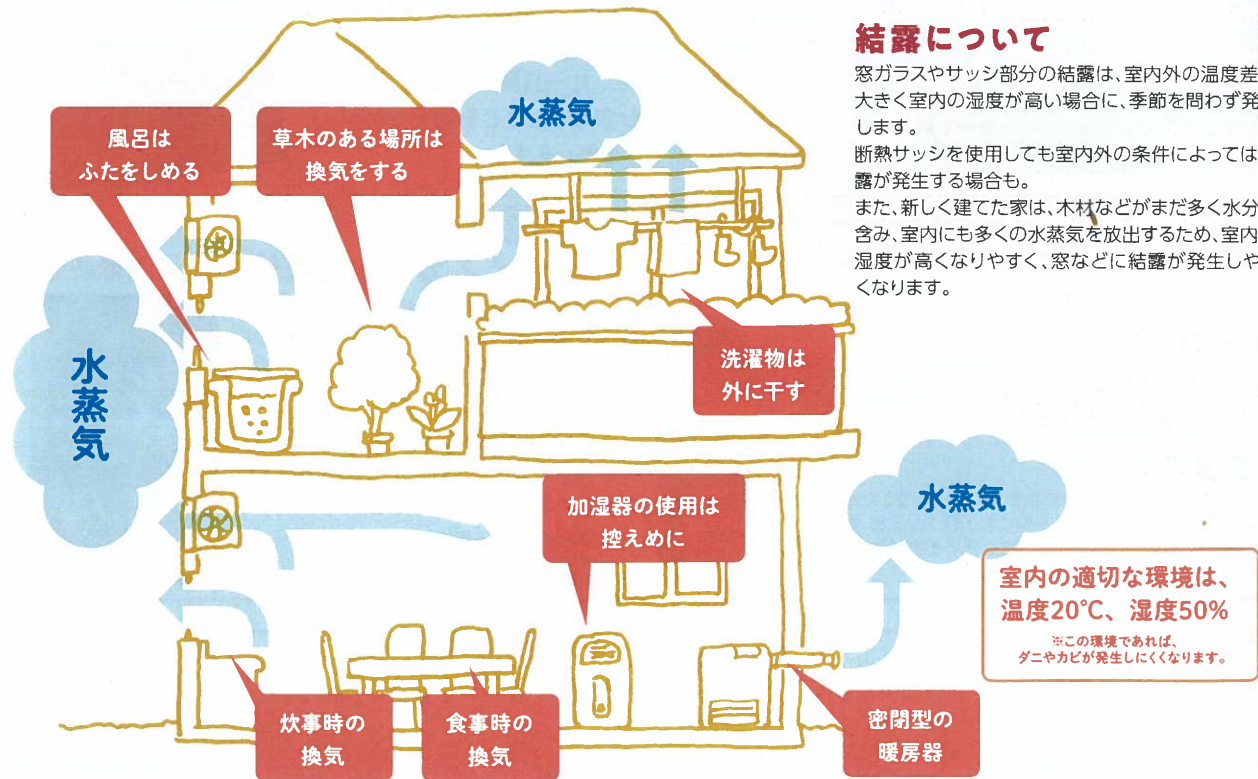 結露について
窓ガラスやサッシ部分の結露は、室内外の温度差
大きく室内の湿度が高い場合に、季節を問わず発
します。
断熱サッシを使用しても室内外の条件によっては
露が発生する場合も。
また、新しく建てた家は、木材などがまだ多く水分
含み、室内にも多くの水蒸気を放出するため、室内
湿度が高くなりやすく、窓などに結露が発生しや
くなります。
水蒸気
風呂は
ふたをしめる
草木のある場所は
換気をする
水蒸気
洗濯物は
外に干す
加湿器の使用は
控えめに
水蒸気
室内の適切な環境は、
温度20℃、湿度50%
※この環境であれば、
ダニやカビが発生しにくくなります。
炊事時の
換気
食事時の
換気
密閉型の
暖房器